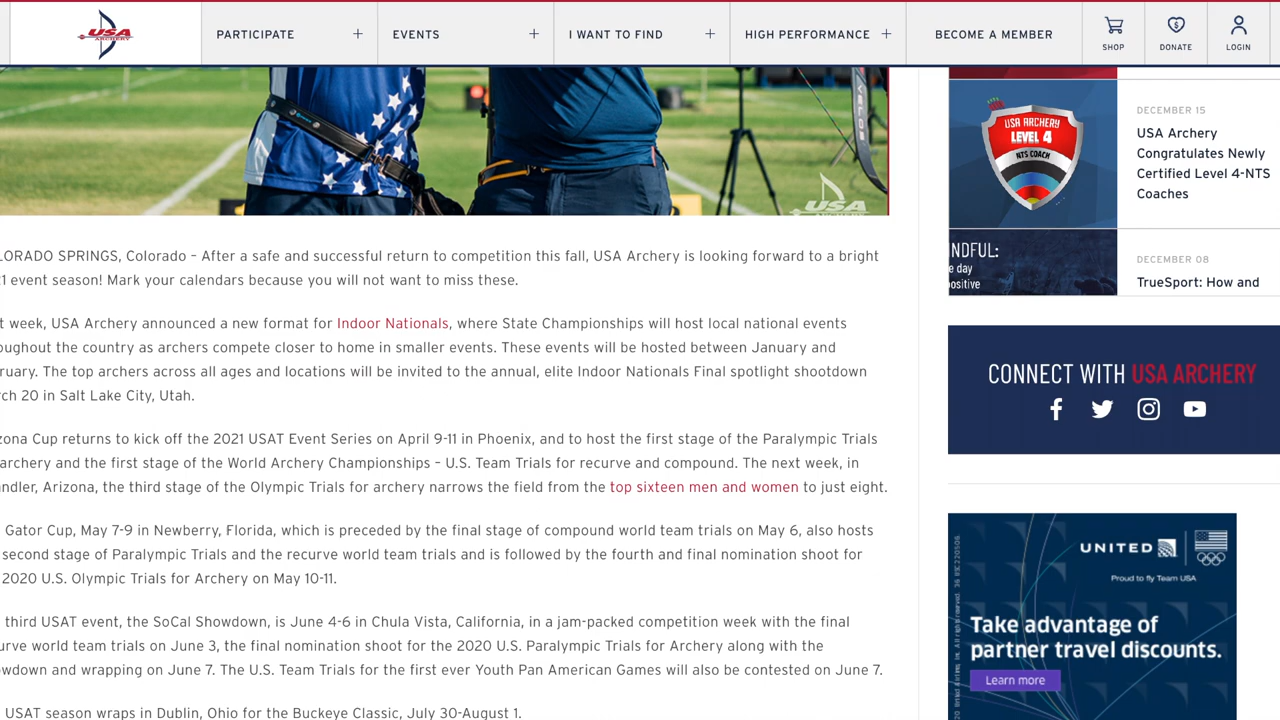 USA
ARCHERY
PARTICIPATE
EVENTS
I WANT TO FIND
HIGH PERFORMANCE
BECOME A MEMBER
SHOP
DONATE
LOGIN
USA
LORADO SPRINGS, Colorado – After a safe and successful return to competition this fall, USA Archery is looking forward to a bright
1 event season! Mark your calendars because you will not want to miss these.
t week, USA Archery announced a new format for Indoor Nationals, where State Championships will host local national events
oughout the country as archers compete closer to home in smaller events. These events will be hosted between January and
ruary. The top archers across all ages and locations will be invited to the annual, elite Indoor Nationals Final spotlight shootdown
rch 20 in Salt Lake City, Utah.
zona Cup returns to kick off the 2021 USAT Event Series on April 9-11 in Phoenix, and to host the first stage of the Paralympic Trials
archery and the first stage of the World Archery Championships – U.S. Team Trials for recurve and compound. The next week, in
ndler, Arizona, the third stage of the Olympic Trials for archery narrows the field from the top sixteen men and women to just eight.
Gator Cup, May 7-9 in Newberry, Florida, which is preceded by the final stage of compound world team trials on May 6, also hosts
second stage of Paralympic Trials and the recurve world team trials and is followed by the fourth and final nomination shoot for
2020 U.S. Olympic Trials for Archery on May 10-11.
third USAT event, the SoCal Showdown, is June 4-6 in Chula Vista, California, in a jam-packed competition week with the final
urve world team trials on June 3, the final nomination shoot for the 2020 U.S. Paralympic Trials for Archery along with the
wdown and wrapping on June 7. The U.S. Team Trials for the first ever Youth Pan American Games will also be contested on June 7.
USAT season wraps in Dublin, Ohio for the Buckeye Classic, July 30-August 1.
USA ARCHERY
LEVEL 4
NTS COACH
DECEMBER 15
USA Archery
Congratulates Newly
Certified Level 4-NTS
Coaches
NDFUL:
e day
ositive
DECEMBER 08
TrueSport: How and
CONNECT WITH USA ARCHERY
UNITED
Proud to fly Team USA
Take advantage of
partner travel discounts.
Learn more